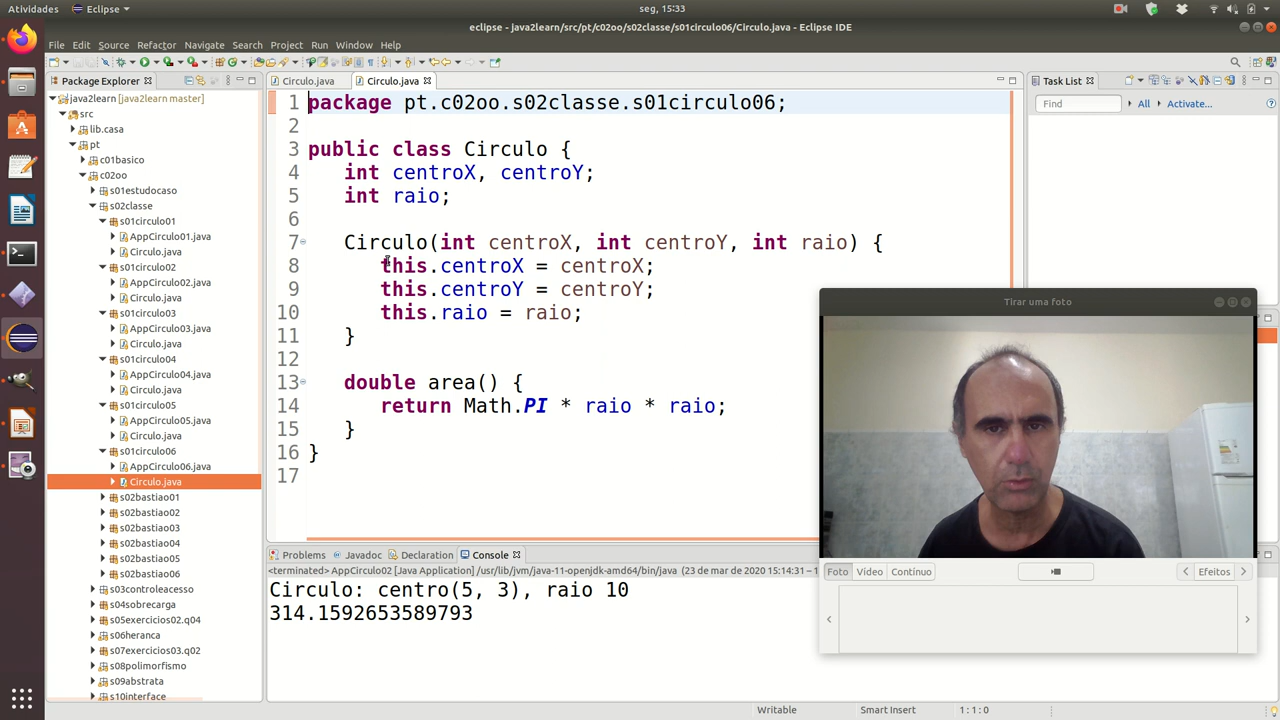 Atividades
Eclipse
seg, 15:33
eclipse - java2learn/src/pt/c02oo/s02classe/s01circulo06/Circulo.java - Eclipse IDE
File Edit Source Refactor Navigate Search Project Run Window Help
Package Explorer
java2learn [java2learn master]
src
lib.casa
pt
c01basico
c02oo
s01estudocaso
s02classe
s01circulo01
AppCirculo01.java
Circulo.java
s01circulo02
AppCirculo02.java
Circulo.java
s01circulo03
AppCirculo03.java
Circulo.java
s01circulo04
AppCirculo04.java
Circulo.java
s01circulo05
AppCirculo05.java
Circulo.java
s01circulo06
AppCirculo06.java
Circulo.java
s02bastiao01
s02bastiao02
s02bastiao03
s02bastiao04
s02bastiao05
s02bastiao06
s03controleacesso
s04sobrecarga
s05exercicios02.q04
s06heranca
s07exercicios03.q02
s08polimorfismo
s09abstrata
s10interface
Circulo.java
Circulo.java
1 package pt.c02oo.s02classe.s01circulo06;
2
3 public class Circulo {
4 int centroX, centroY;
5 int raio;
6
7 Circulo(int centroX, int centroY, int raio) {
8 this.centroX = centroX;
9 this.centroY = centroY;
10 this.raio = raio;
11 }
12
13 double area() {
14 return Math.PI * raio * raio;
15 }
16 }
17
Task List
Find All Activate...
Tirar uma foto
Foto Vídeo Contínuo Efeitos
Problems Javadoc Declaration Console
<terminated> AppCirculo02 [Java Application] /usr/lib/jvm/java-11-openjdk-amd64/bin/java (23 de mar de 2020 15:14:31 –
Circulo: centro(5, 3), raio 10
314.1592653589793
Writable Smart Insert 1 : 1 : 0